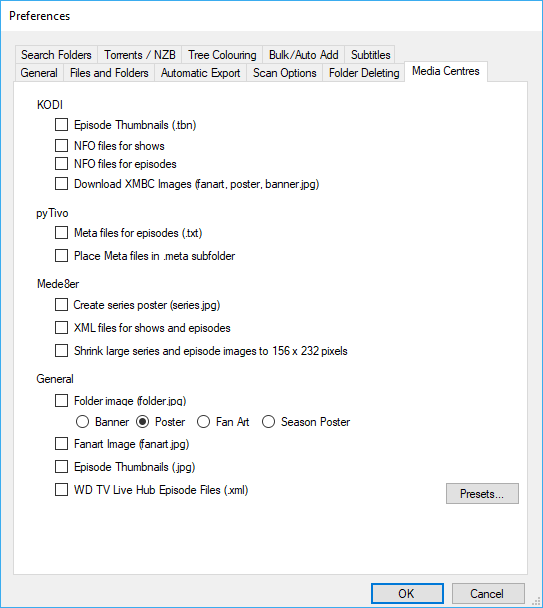 Preferences
Search Folders Torrents / NZB Tree Colouring Bulk/Auto Add Subtitles
General Files and Folders Automatic Export Scan Options Folder Deleting Media Centres
KODI
Episode Thumbnails (.tbn)
NFO files for shows
NFO files for episodes
Download XMBC Images (fanart, poster, banner.jpg)
pyTivo
Meta files for episodes (.txt)
Place Meta files in .meta subfolder
Mede8er
Create series poster (series.jpg)
XML files for shows and episodes
Shrink large series and episode images to 156 x 232 pixels
General
Folder image (folder.jpg)
Banner Poster Fan Art Season Poster
Fanart Image (fanart.jpg)
Episode Thumbnails (.jpg)
WD TV Live Hub Episode Files (.xml)
Presets...
OK Cancel